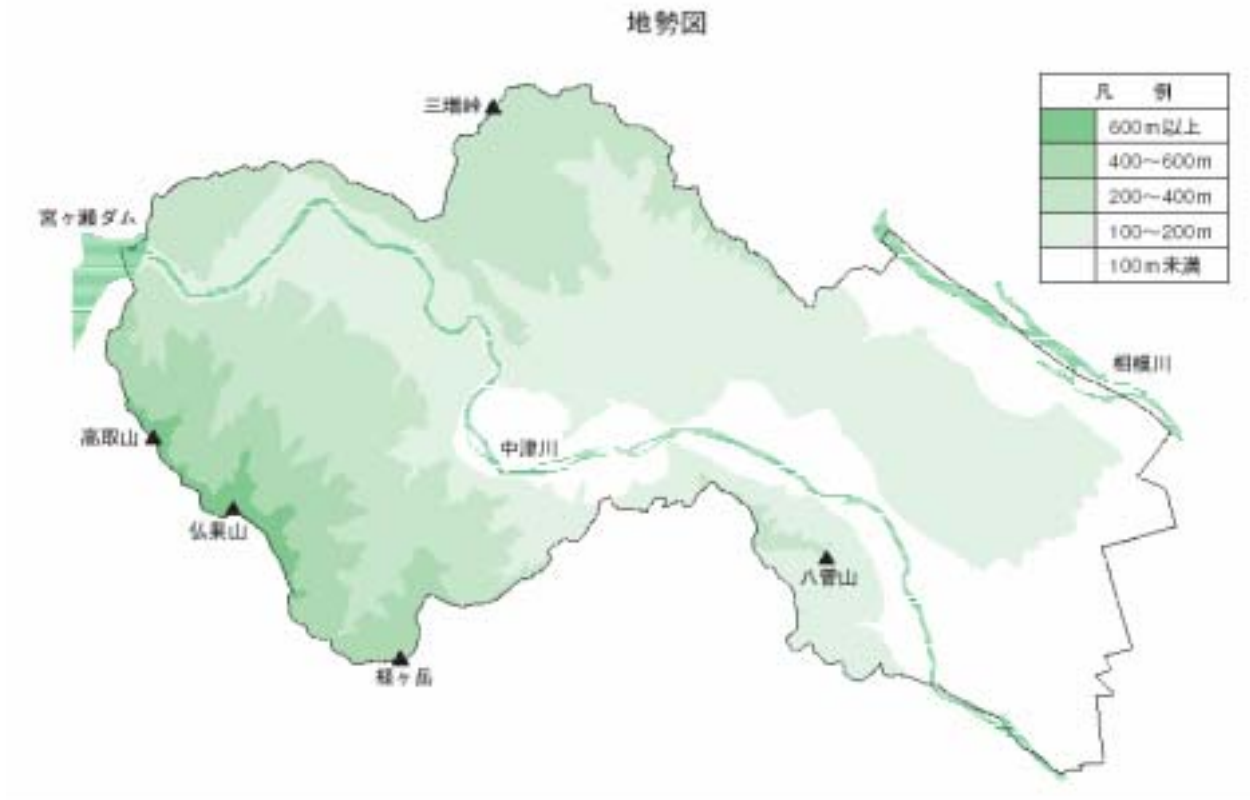 地勢図
三増峠
凡 例
600m以上
400～600m
200～400m
100～200m
100m未満
宮ヶ瀬ダム
相模川
高取山
中津川
仏果山
八菅山
経ヶ岳